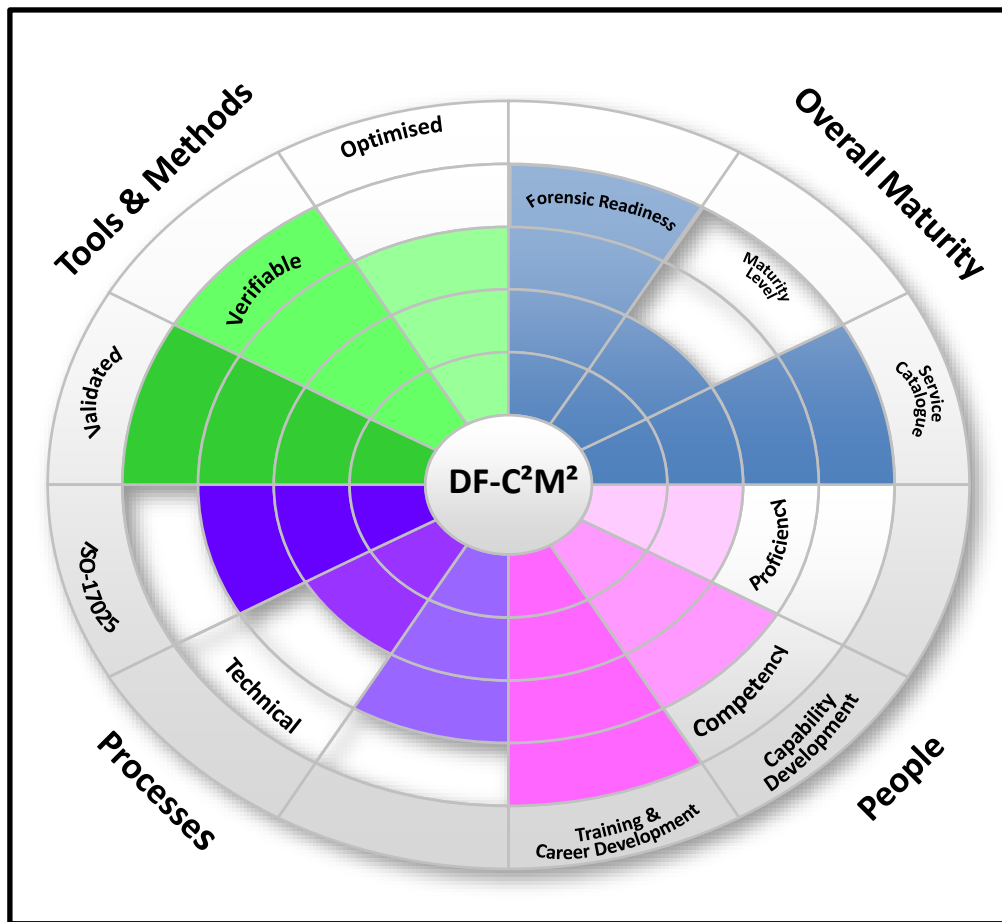 Tools & Methods
Overall Maturity
Optimised
Forensic Readiness
Maturity
Level
Verifiable
Validated
Service
Catalogue
DF-C²M²
ISO-17025
Proficiency
Technical
Competency
Capability
Development
Training &
Career Development
Processes
People